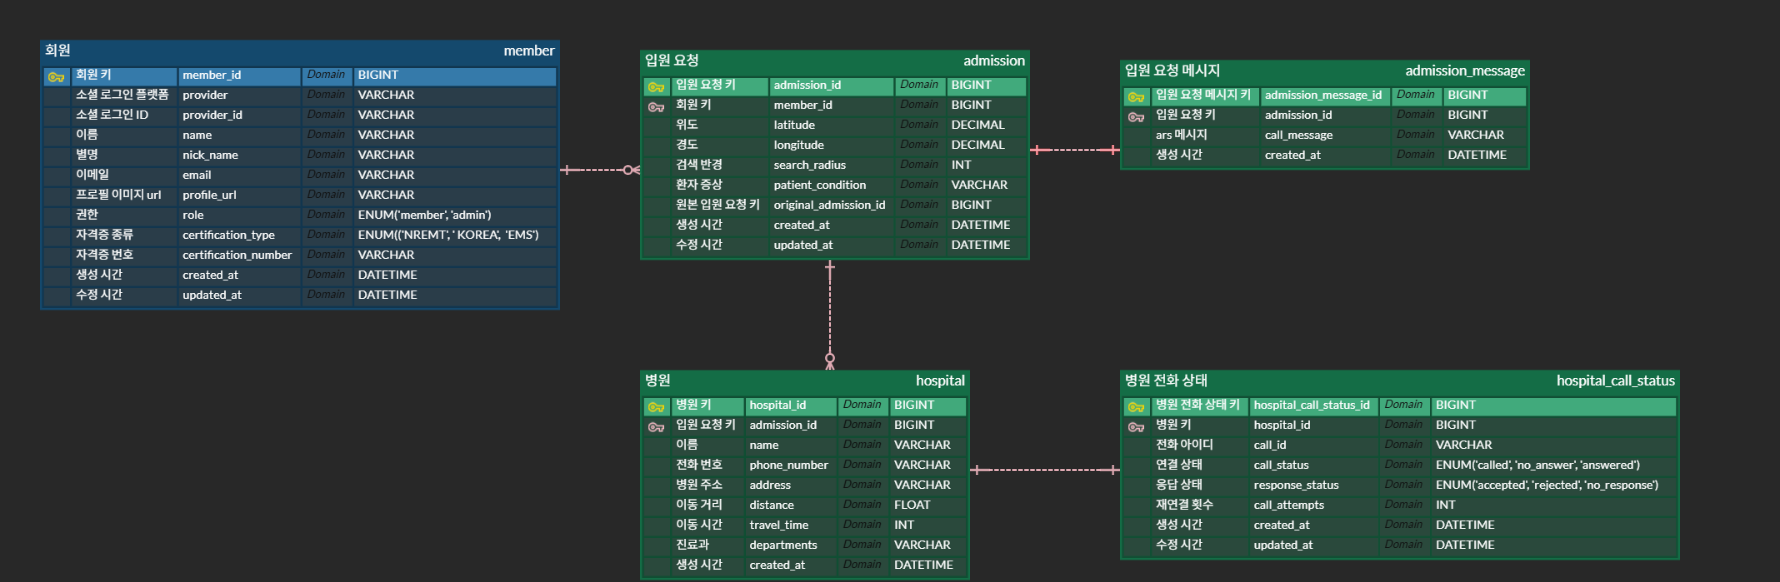 회원 member
회원 키 member_id Domain BIGINT
소셜 로그인 플랫폼 provider Domain VARCHAR
소셜 로그인 ID provider_id Domain VARCHAR
이름 name Domain VARCHAR
별명 nick_name Domain VARCHAR
이메일 email Domain VARCHAR
프로필 이미지 url profile_url Domain VARCHAR
권한 role Domain ENUM('member', 'admin')
자격증 종류 certification_type Domain ENUM(('NREMT', ' KOREA', 'EMS')
자격증 번호 certification_number Domain VARCHAR
생성 시간 created_at Domain DATETIME
수정 시간 updated_at Domain DATETIME
입원 요청 admission
입원 요청 키 admission_id Domain BIGINT
회원 키 member_id Domain BIGINT
위도 latitude Domain DECIMAL
경도 longitude Domain DECIMAL
검색 반경 search_radius Domain INT
환자 증상 patient_condition Domain VARCHAR
원본 입원 요청 키 original_admission_id Domain BIGINT
생성 시간 created_at Domain DATETIME
수정 시간 updated_at Domain DATETIME
입원 요청 메시지 admission_message
입원 요청 메시지 키 admission_message_id Domain BIGINT
입원 요청 키 admission_id Domain BIGINT
ars 메시지 call_message Domain VARCHAR
생성 시간 created_at Domain DATETIME
병원 hospital
병원 키 hospital_id Domain BIGINT
입원 요청 키 admission_id Domain BIGINT
이름 name Domain VARCHAR
전화 번호 phone_number Domain VARCHAR
병원 주소 address Domain VARCHAR
이동 거리 distance Domain FLOAT
이동 시간 travel_time Domain INT
진료과 departments Domain VARCHAR
생성 시간 created_at Domain DATETIME
병원 전화 상태 hospital_call_status
병원 전화 상태 키 hospital_call_status_id Domain BIGINT
병원 키 hospital_id Domain BIGINT
전화 아이디 call_id Domain VARCHAR
연결 상태 call_status Domain ENUM('called', 'no_answer', 'answered')
응답 상태 response_status Domain ENUM('accepted', 'rejected', 'no_response')
재연결 횟수 call_attempts Domain INT
생성 시간 created_at Domain DATETIME
수정 시간 updated_at Domain DATETIME